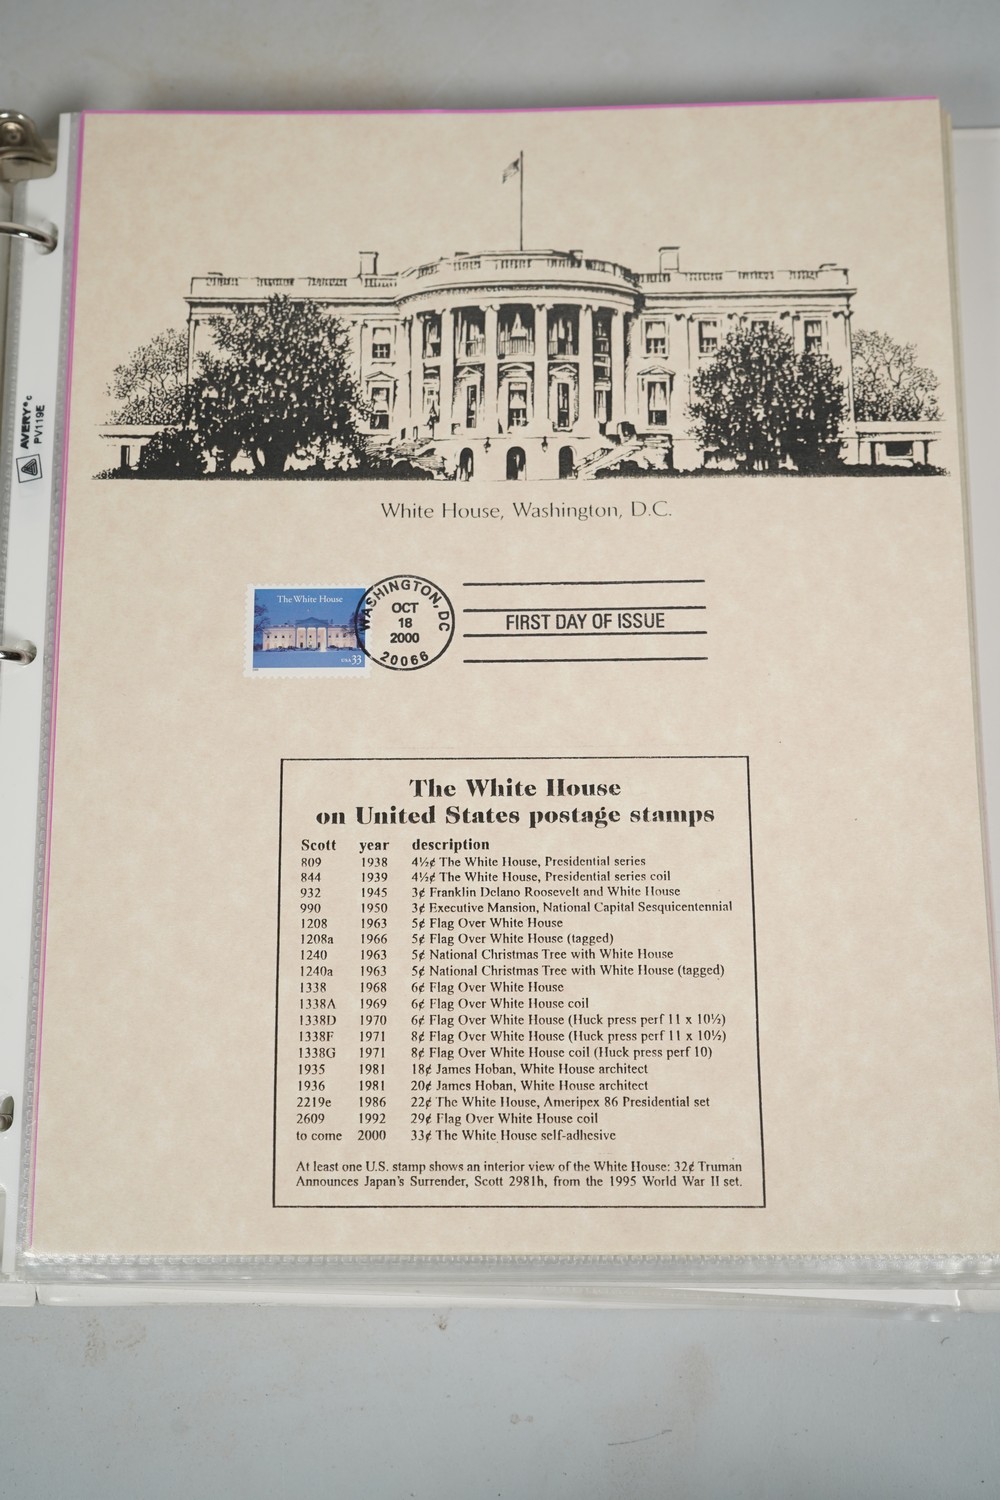 AVERY®
PV119E
White House, Washington, D.C.
The White House
USA 33
WASHINGTON, DC
OCT
18
2000
20066
FIRST DAY OF ISSUE
The White House
on United States postage stamps
Scott year description
809 1938 4½¢ The White House, Presidential series
844 1939 4½¢ The White House, Presidential series coil
932 1945 3¢ Franklin Delano Roosevelt and White House
990 1950 3¢ Executive Mansion, National Capital Sesquicentennial
1208 1963 5¢ Flag Over White House
1208a 1966 5¢ Flag Over White House (tagged)
1240 1963 5¢ National Christmas Tree with White House
1240a 1963 5¢ National Christmas Tree with White House (tagged)
1338 1968 6¢ Flag Over White House
1338A 1969 6¢ Flag Over White House coil
1338D 1970 6¢ Flag Over White House (Huck press perf 11 x 10½)
1338F 1971 8¢ Flag Over White House (Huck press perf 11 x 10½)
1338G 1971 8¢ Flag Over White House coil (Huck press perf 10)
1935 1981 18¢ James Hoban, White House architect
1936 1981 20¢ James Hoban, White House architect
2219e 1986 22¢ The White House, Ameripex 86 Presidential set
2609 1992 29¢ Flag Over White House coil
to come 2000 33¢ The White House self-adhesive
At least one U.S. stamp shows an interior view of the White House: 32¢ Truman
Announces Japan's Surrender, Scott 2981h, from the 1995 World War II set.